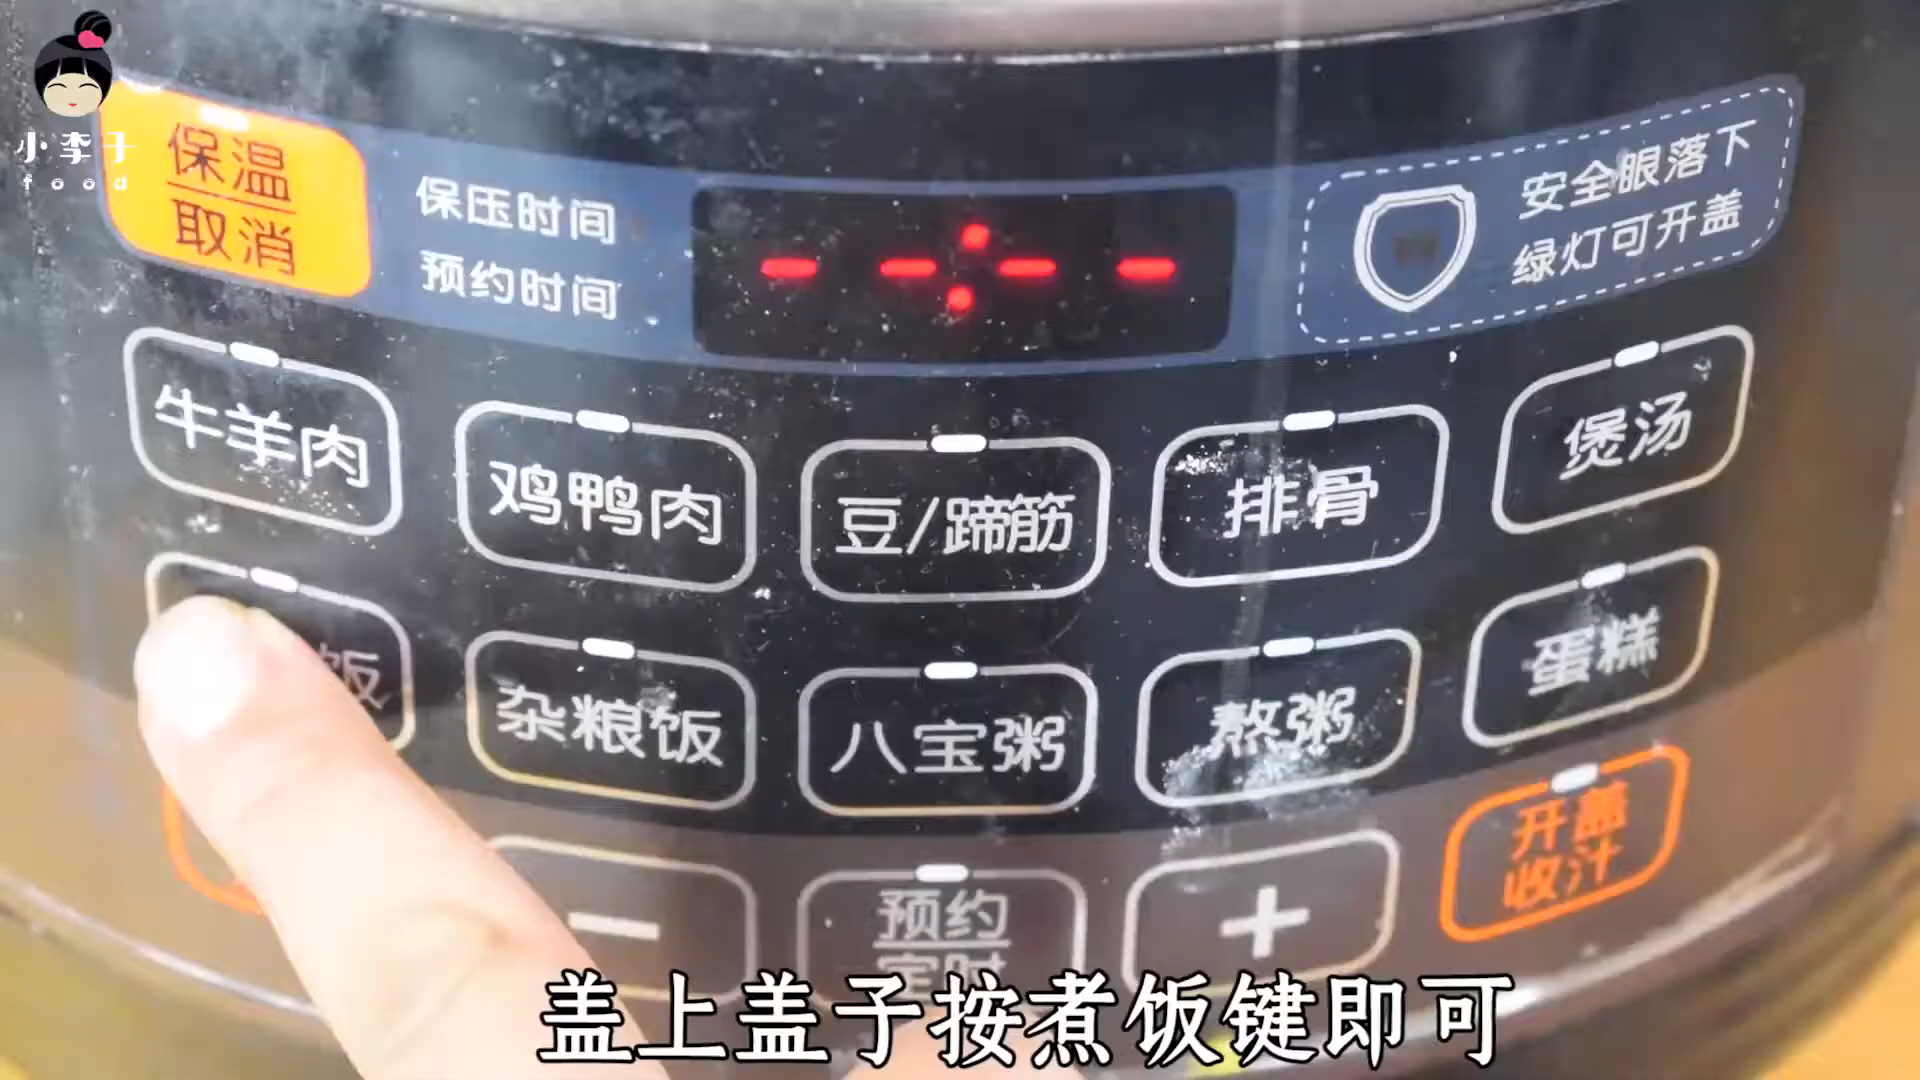 小李子
food
保温
取消
保压时间
预约时间
安全眼落下
绿灯可开盖
牛羊肉
鸡鸭肉
豆/蹄筋
排骨
煲汤
饭
杂粮饭
八宝粥
熬粥
蛋糕
−
预约
定时
+
开盖
收汁
盖上盖子按煮饭键即可